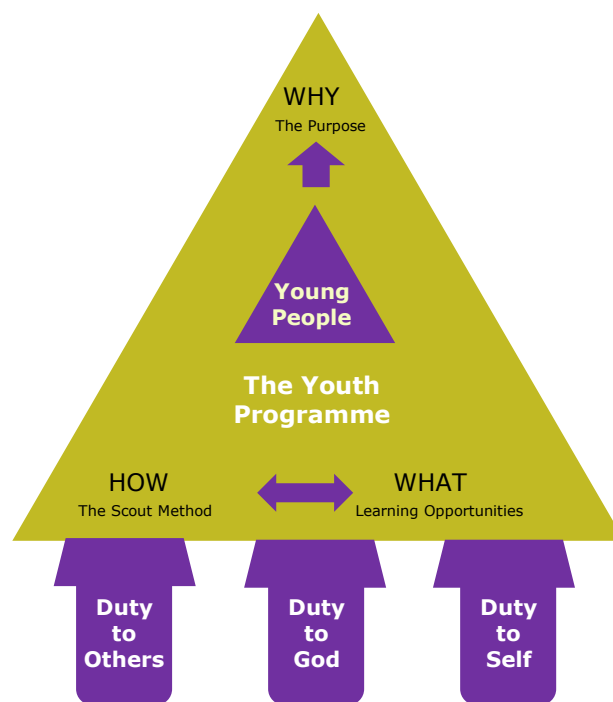 WHY
The Purpose
Young
People
The Youth
Programme
HOW
The Scout Method
WHAT
Learning Opportunities
Duty
to
Others
Duty
to
God
Duty
to
Self